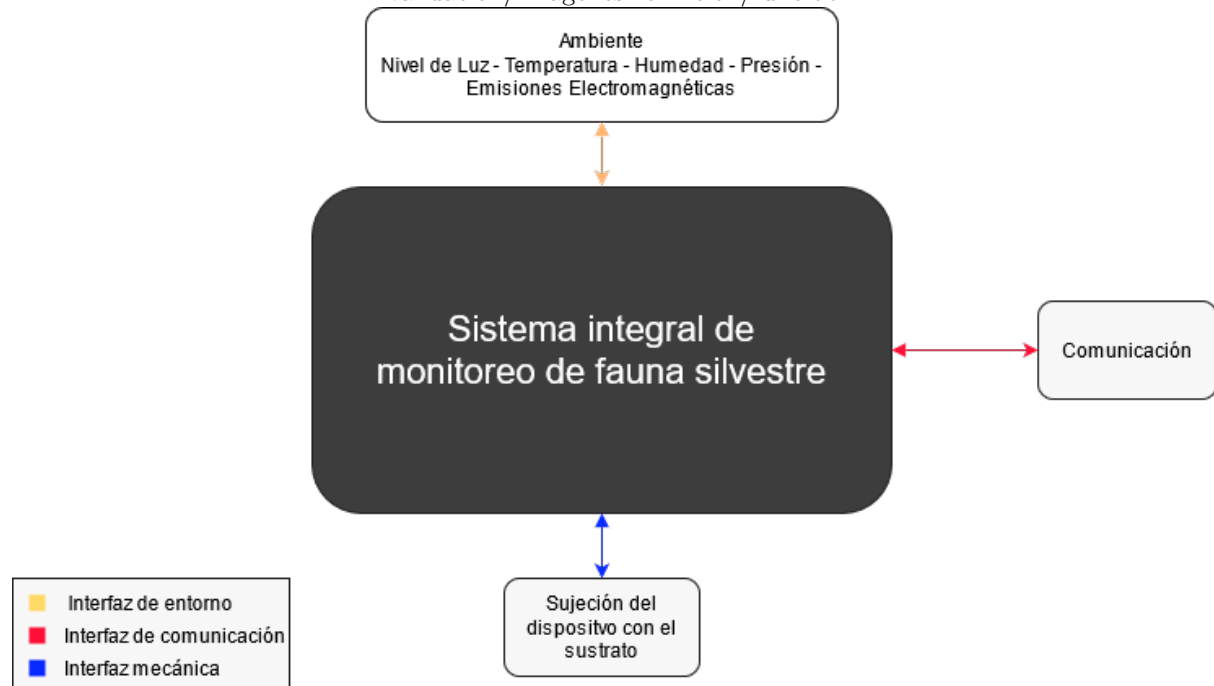 Ambiente
Nivel de Luz - Temperatura - Humedad - Presión -
Emisiones Electromagnéticas
Sistema integral de
monitoreo de fauna silvestre
Comunicación
Sujeción del
dispositvo con el
sustrato
Interfaz de entorno
Interfaz de comunicación
Interfaz mecánica